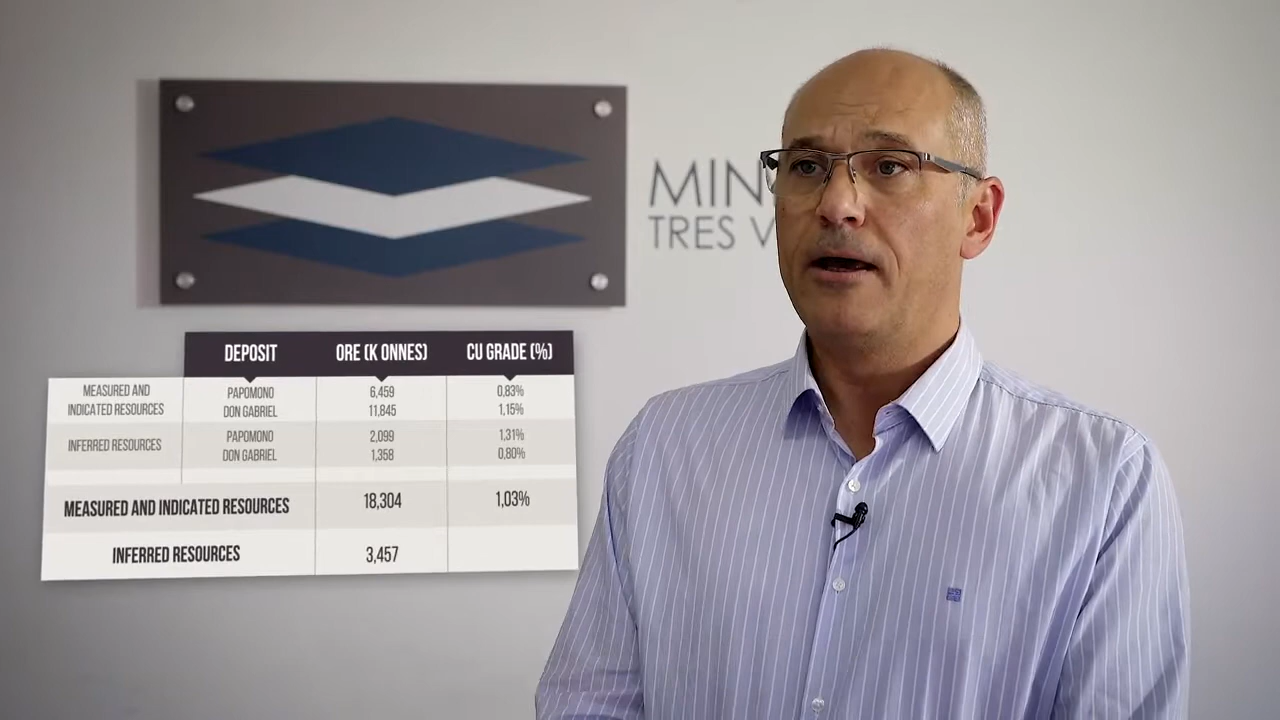 MIN
TRES V
DEPOSIT ORE (K ONNES) CU GRADE (%)
MEASURED AND INDICATED RESOURCES PAPOMONO 6,459 0,83%
DON GABRIEL 11,845 1,15%
INFERRED RESOURCES PAPOMONO 2,099 1,31%
DON GABRIEL 1,358 0,80%
MEASURED AND INDICATED RESOURCES 18,304 1,03%
INFERRED RESOURCES 3,457